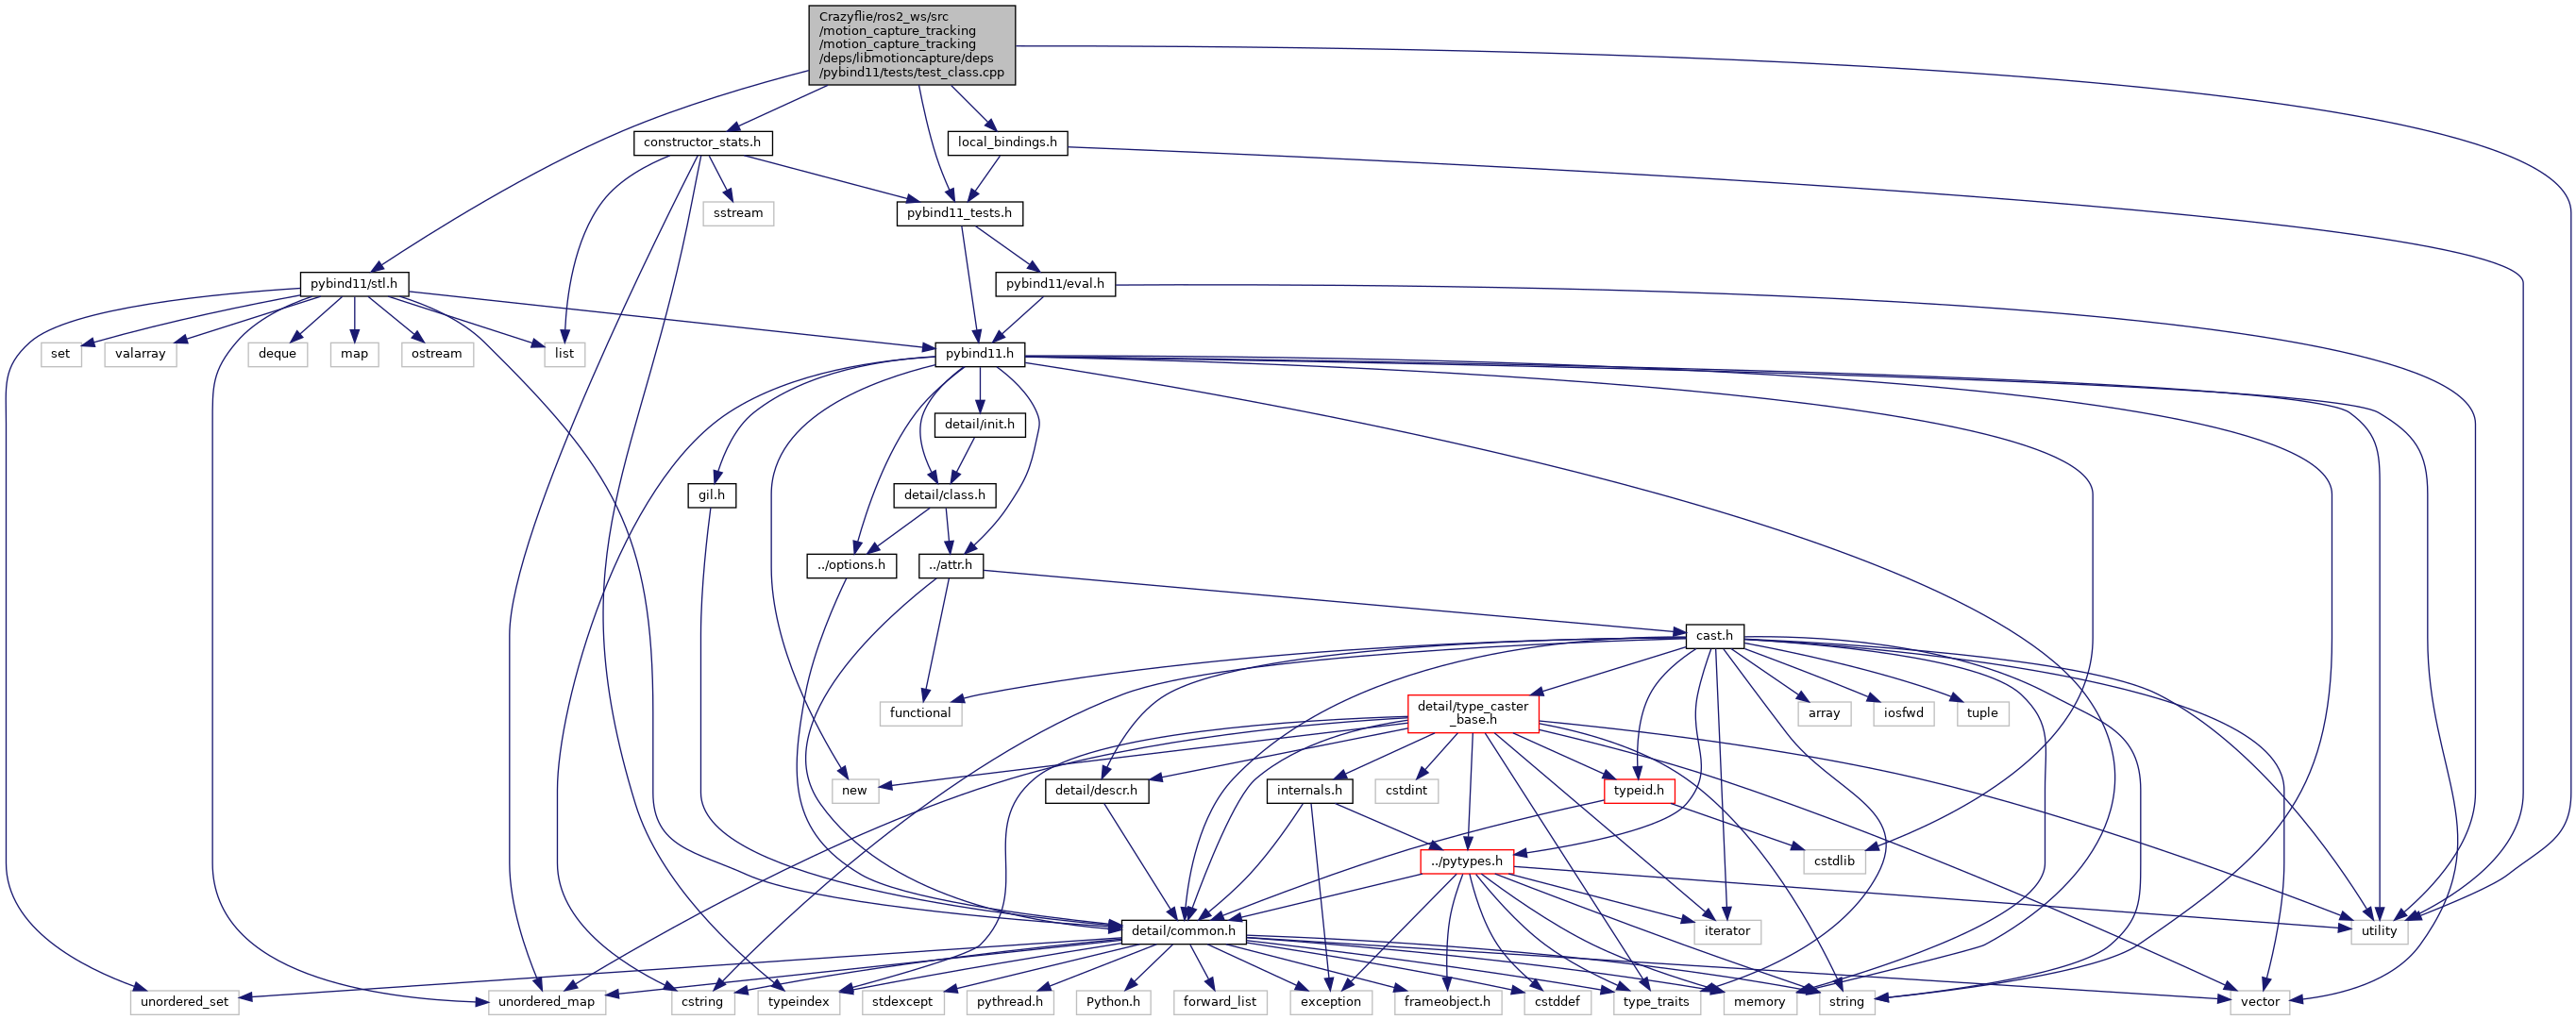 Crazyflie/ros2_ws/src
/motion_capture_tracking
/motion_capture_tracking
/deps/libmotioncapture/deps
/pybind11/tests/test_class.cpp
constructor_stats.h
local_bindings.h
sstream
pybind11_tests.h
pybind11/stl.h
pybind11/eval.h
set
valarray
deque
map
ostream
list
pybind11.h
detail/init.h
gil.h
detail/class.h
../options.h
../attr.h
cast.h
functional
detail/type_caster
_base.h
array
iosfwd
tuple
new
detail/descr.h
internals.h
cstdint
typeid.h
../pytypes.h
cstdlib
detail/common.h
iterator
utility
unordered_set
unordered_map
cstring
typeindex
stdexcept
pythread.h
Python.h
forward_list
exception
frameobject.h
cstddef
type_traits
memory
string
vector